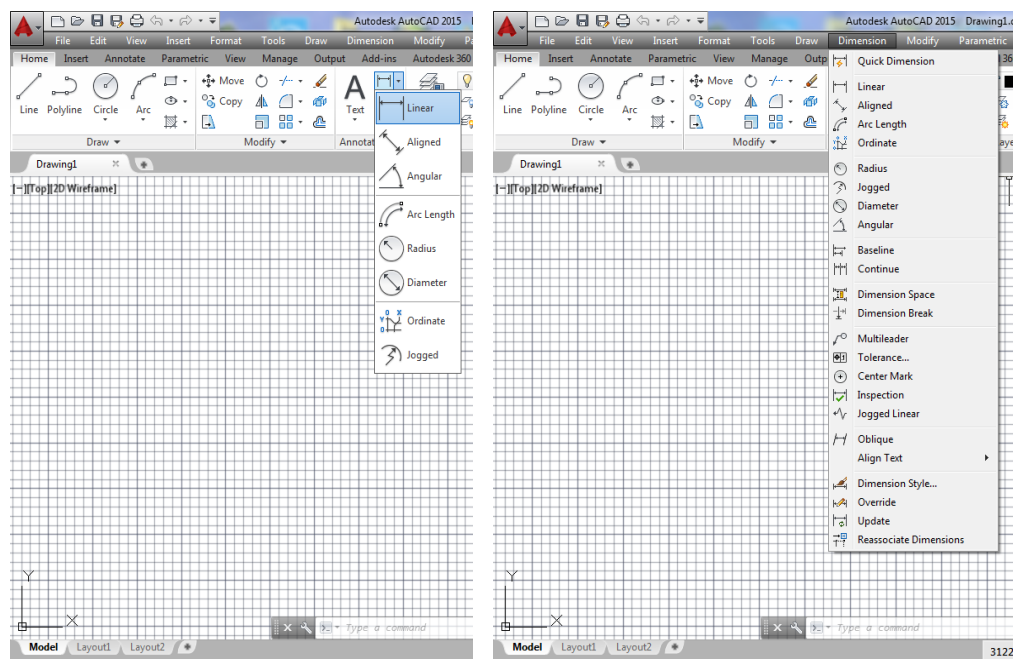 Autodesk AutoCAD 2015
File Edit View Insert Format Tools Draw Dimension Modify
Home Insert Annotate Parametric View Manage Output Add-ins Autodesk 360
Move
Copy
Line Polyline Circle Arc Text
Draw Modify
Drawing1
[−][Top][2D Wireframe]
Linear
Aligned
Angular
Arc Length
Radius
Diameter
Ordinate
Jogged
Y
X
Type a command
Model Layout1 Layout2
Autodesk AutoCAD 2015 Drawing1.
File Edit View Insert Format Tools Draw Dimension Modify Parametric
Home Insert Annotate Parametric View Manage
Move
Copy
Line Polyline Circle Arc
Draw Modify
Drawing1
[−][Top][2D Wireframe]
Quick Dimension
Linear
Aligned
Arc Length
Ordinate
Radius
Jogged
Diameter
Angular
Baseline
Continue
Dimension Space
Dimension Break
Multileader
Tolerance...
Center Mark
Inspection
Jogged Linear
Oblique
Align Text
Dimension Style...
Override
Update
Reassociate Dimensions
Y
X
Type a command
Model Layout1 Layout2
3122